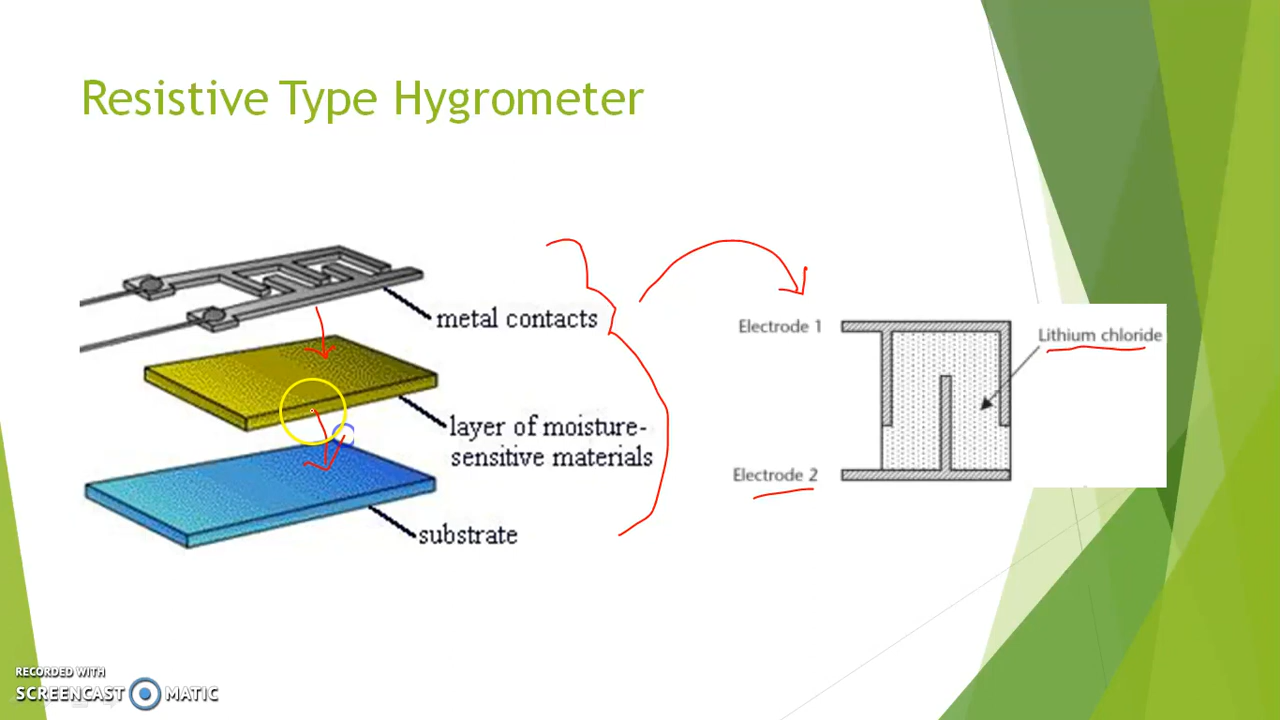 Resistive Type Hygrometer
metal contacts
layer of moisture-
sensitive materials
substrate
Electrode 1
Lithium chloride
Electrode 2
RECORDED WITH
SCREENCAST MATIC